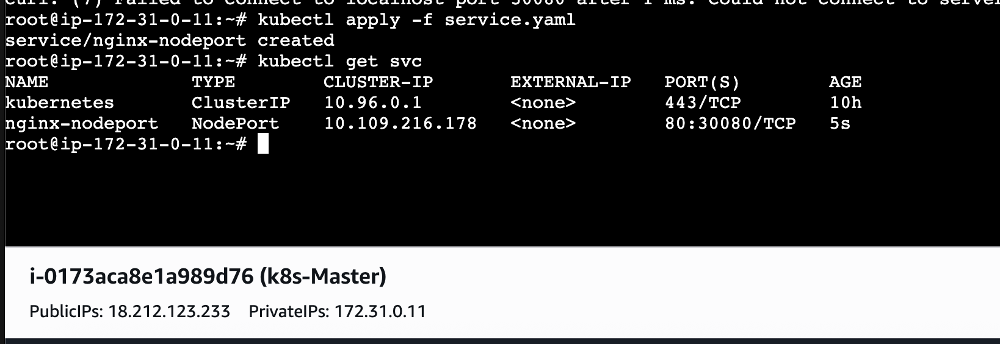 curl: (7) Failed to connect to localhost port 30080 after 1 ms: Could not connect to server
root@ip-172-31-0-11:~# kubectl apply -f service.yaml
service/nginx-nodeport created
root@ip-172-31-0-11:~# kubectl get svc
NAME TYPE CLUSTER-IP EXTERNAL-IP PORT(S) AGE
kubernetes ClusterIP 10.96.0.1 <none> 443/TCP 10h
nginx-nodeport NodePort 10.109.216.178 <none> 80:30080/TCP 5s
root@ip-172-31-0-11:~#
i-0173aca8e1a989d76 (k8s-Master)
PublicIPs: 18.212.123.233 PrivateIPs: 172.31.0.11